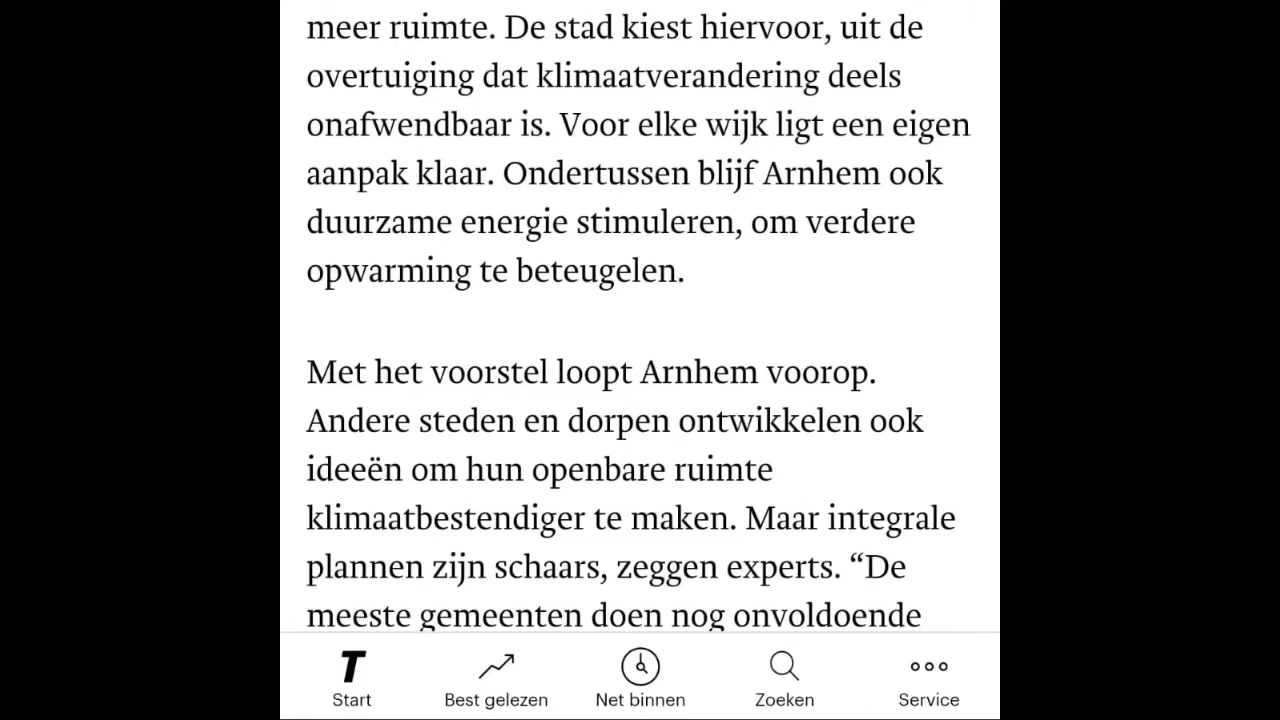 meer ruimte. De stad kiest hiervoor, uit de
overtuiging dat klimaatverandering deels
onafwendbaar is. Voor elke wijk ligt een eigen
aanpak klaar. Ondertussen blijf Arnhem ook
duurzame energie stimuleren, om verdere
opwarming te beteugelen.
Met het voorstel loopt Arnhem voorop.
Andere steden en dorpen ontwikkelen ook
ideeën om hun openbare ruimte
klimaatbestendiger te maken. Maar integrale
plannen zijn schaars, zeggen experts. “De
meeste gemeenten doen nog onvoldoende
T
Start
Best gelezen
Net binnen
Zoeken
Service